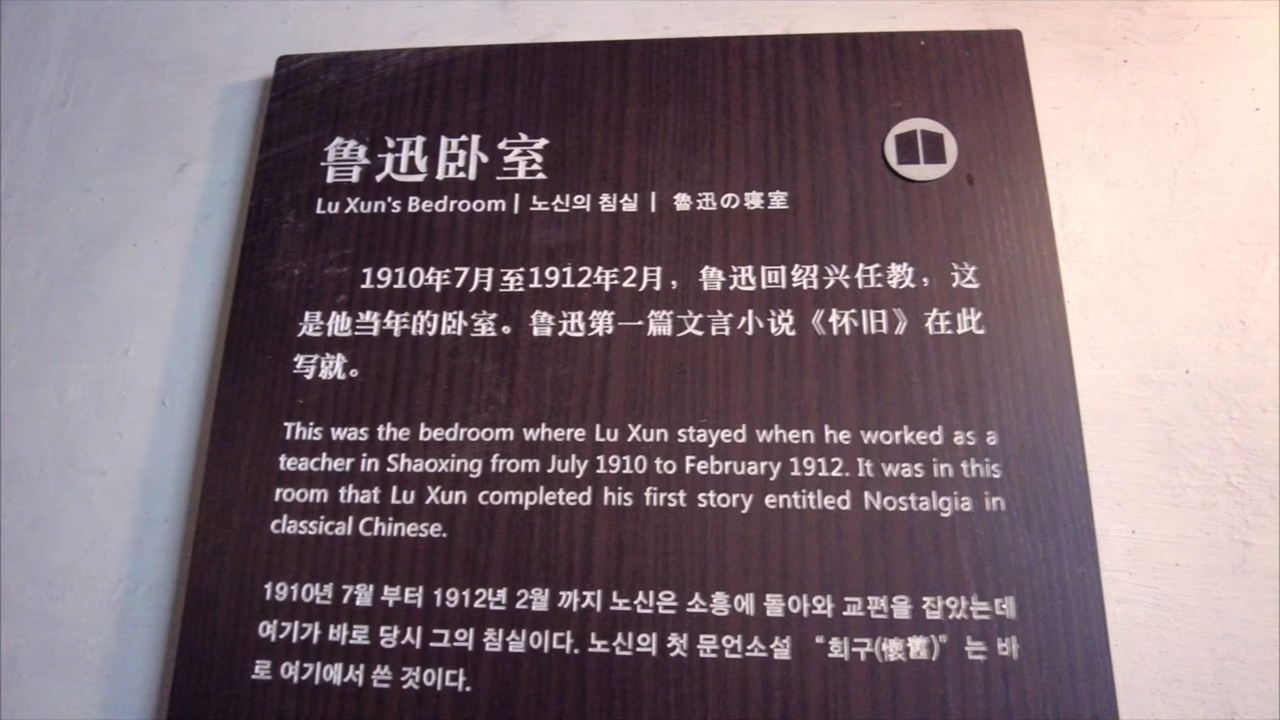 鲁迅卧室
Lu Xun's Bedroom | 노신의 침실 | 魯迅の寝室
1910年7月至1912年2月，鲁迅回绍兴任教，这
是他当年的卧室。鲁迅第一篇文言小说《怀旧》在此
写就。
This was the bedroom where Lu Xun stayed when he worked as a
teacher in Shaoxing from July 1910 to February 1912. It was in this
room that Lu Xun completed his first story entitled Nostalgia in
classical Chinese.
1910년 7월 부터 1912년 2월 까지 노신은 소흥에 돌아와 교편을 잡았는데
여기가 바로 당시 그의 침실이다. 노신의 첫 문언소설 “회구(懷舊)”는 바
로 여기에서 쓴 것이다.